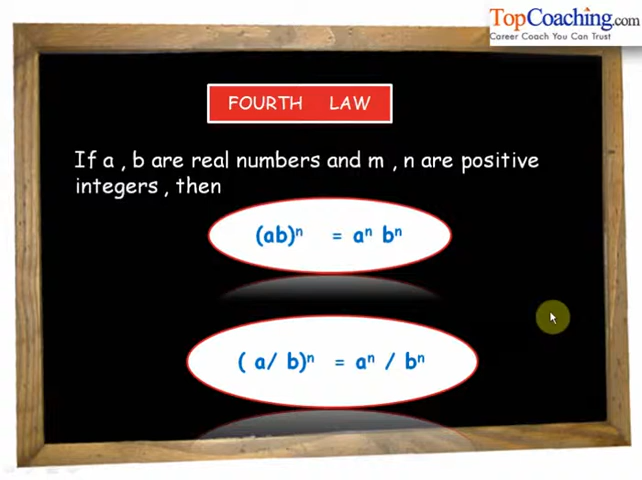 TopCoaching.com
Career Coach You Can Trust
FOURTH LAW
If a , b are real numbers and m , n are positive
integers , then
(ab)ⁿ = aⁿ bⁿ
( a/ b)ⁿ = aⁿ / bⁿ